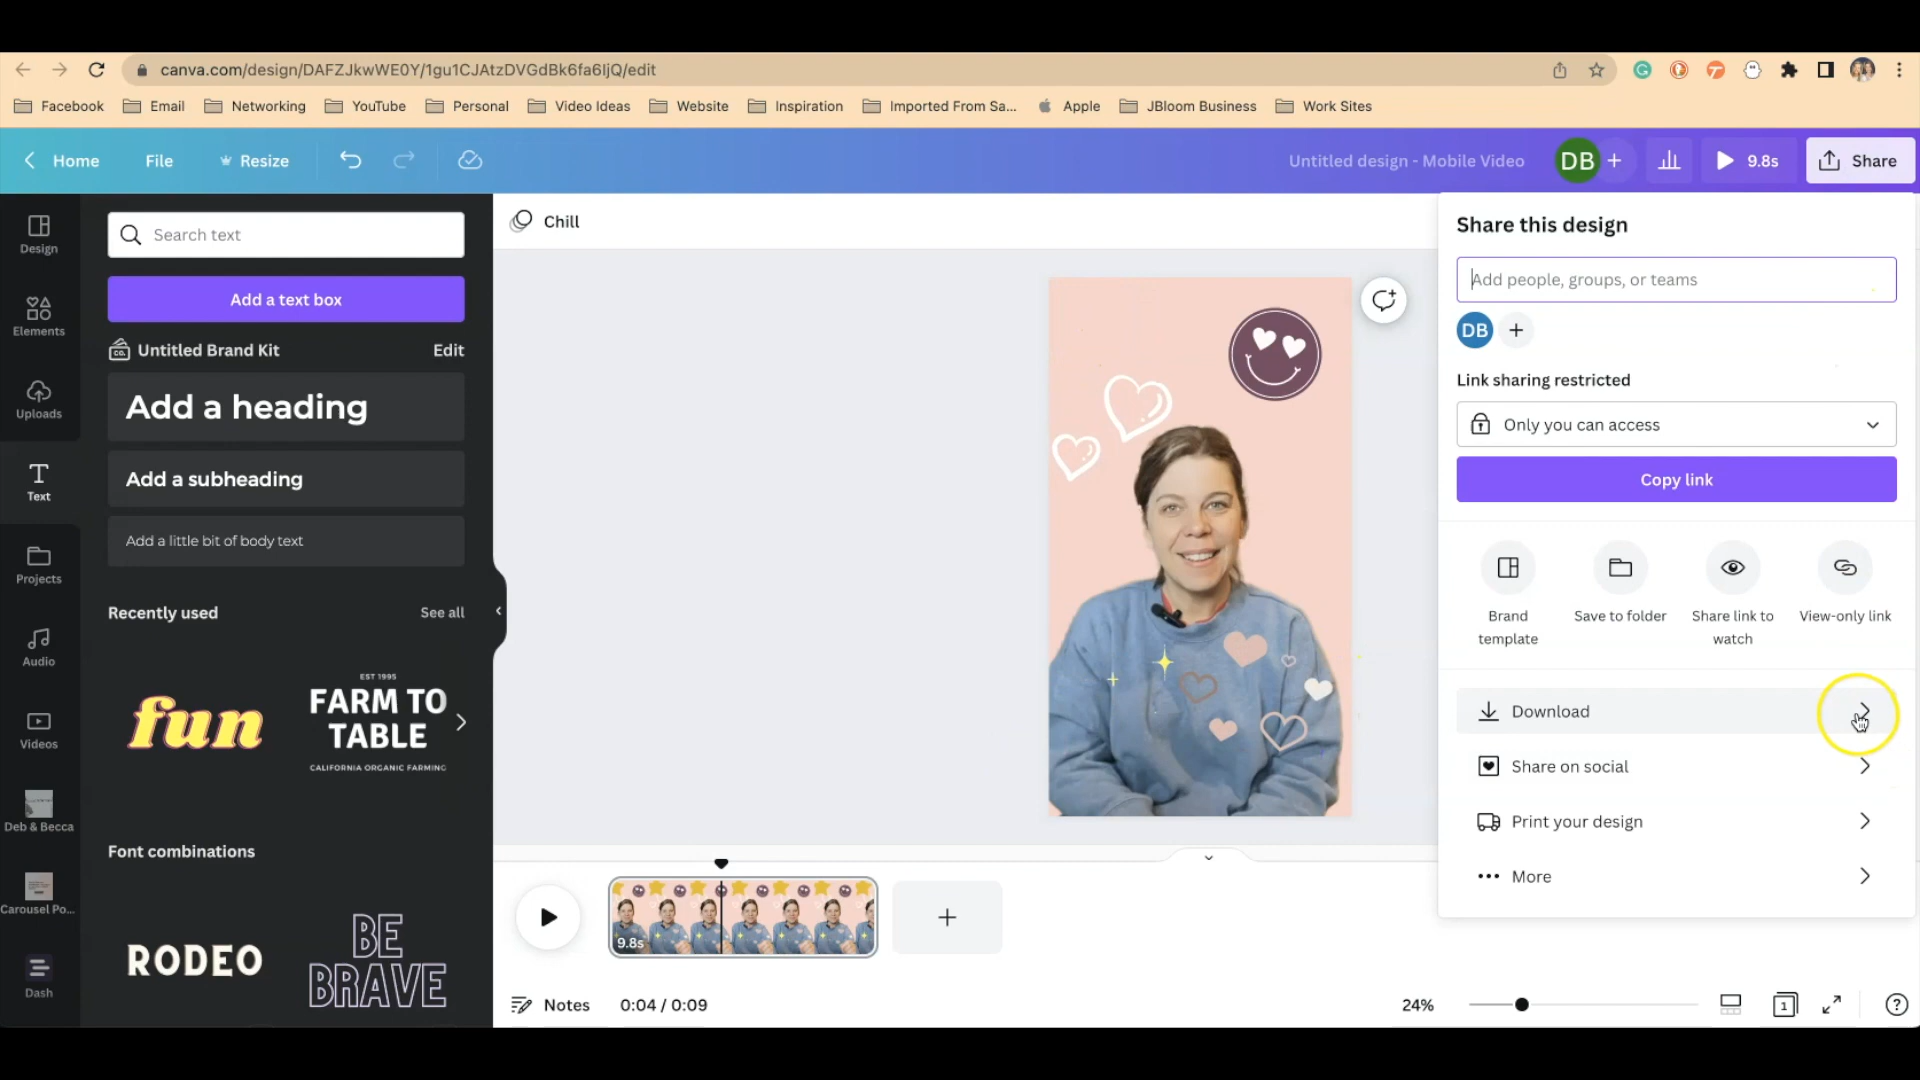 canva.com/design/DAFZJkwWE0Y/1gu1CJAtzDVGdBk6fa6IjQ/edit
Facebook Email Networking YouTube Personal Video Ideas Website Inspiration Imported From Sa... Apple JBloom Business Work Sites
Home File Resize Untitled design - Mobile Video DB + 9.8s Share
Design
Elements
Uploads
Text
Projects
Audio
Videos
Deb & Becca
Carousel Po...
Dash
Search text
Add a text box
Untitled Brand Kit Edit
Add a heading
Add a subheading
Add a little bit of body text
Recently used See all
fun
EST 1995
FARM TO
TABLE
CALIFORNIA ORGANIC FARMING
Font combinations
RODEO
BE
BRAVE
Chill
9.8s
Notes 0:04 / 0:09 24% 1 ?
Share this design
Add people, groups, or teams
DB +
Link sharing restricted
Only you can access
Copy link
Brand
template
Save to folder
Share link to
watch
View-only link
Download
Share on social
Print your design
More